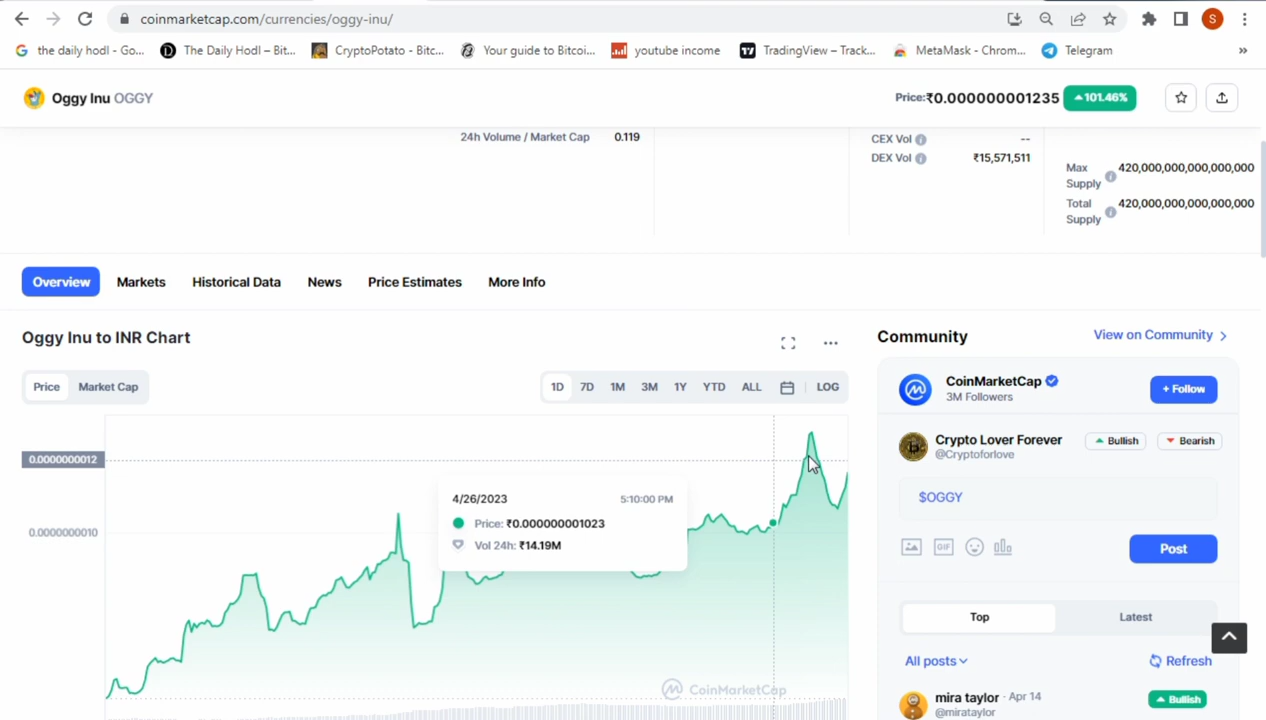 coinmarketcap.com/currencies/oggy-inu/
S
G the daily hodl - Go...
The Daily Hodl – Bit...
CryptoPotato - Bitc...
Your guide to Bitcoi...
youtube income
TradingView – Track...
MetaMask - Chrom...
Telegram
»
Oggy Inu OGGY
Price:₹0.000000001235
101.46%
24h Volume / Market Cap 0.119
CEX Vol --
DEX Vol ₹15,571,511
Max Supply 420,000,000,000,000,000
Total Supply 420,000,000,000,000,000
Overview
Markets
Historical Data
News
Price Estimates
More Info
Oggy Inu to INR Chart
Price
Market Cap
1D 7D 1M 3M 1Y YTD ALL LOG
0.0000000012
0.0000000010
4/26/2023 5:10:00 PM
Price: ₹0.000000001023
Vol 24h: ₹14.19M
CoinMarketCap
Community
View on Community
CoinMarketCap
3M Followers
+ Follow
Crypto Lover Forever
@Cryptoforlove
Bullish
Bearish
$OGGY
GIF
Post
Top
Latest
All posts
Refresh
mira taylor · Apr 14
@mirataylor
Bullish